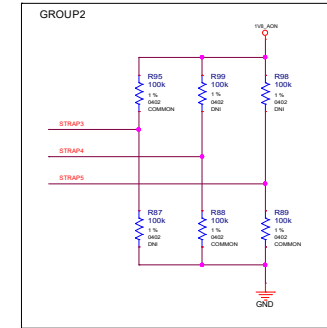 GROUP2
1V8_AON
R95
100k
1 %
0402
COMMON
R99
100k
1 %
0402
DNI
R98
100k
1 %
0402
DNI
STRAP3
STRAP4
STRAP5
R87
100k
1 %
0402
DNI
R88
100k
1 %
0402
COMMON
R89
100k
1 %
0402
COMMON
GND